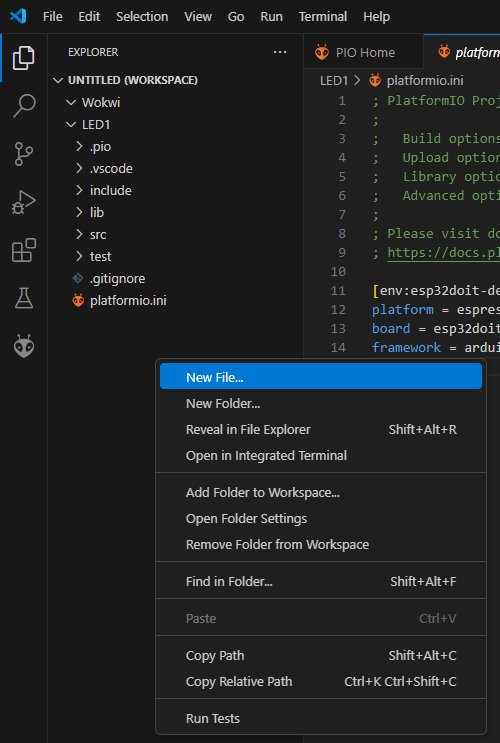 File Edit Selection View Go Run Terminal Help
EXPLORER ...
PIO Home platform
UNTITLED (WORKSPACE)
LED1 > platformio.ini
Wokwi
LED1
.pio
.vscode
include
lib
src
test
.gitignore
platformio.ini
1 ; PlatformIO Proj
2 ;
3 ; Build options
4 ; Upload option
5 ; Library optio
6 ; Advanced opti
7 ;
8 ; Please visit do
9 ; https://docs.pl
10
11 [env:esp32doit-de
12 platform = espres
13 board = esp32doit
14 framework = ardui
New File...
New Folder...
Reveal in File Explorer Shift+Alt+R
Open in Integrated Terminal
Add Folder to Workspace...
Open Folder Settings
Remove Folder from Workspace
Find in Folder... Shift+Alt+F
Paste Ctrl+V
Copy Path Shift+Alt+C
Copy Relative Path Ctrl+K Ctrl+Shift+C
Run Tests